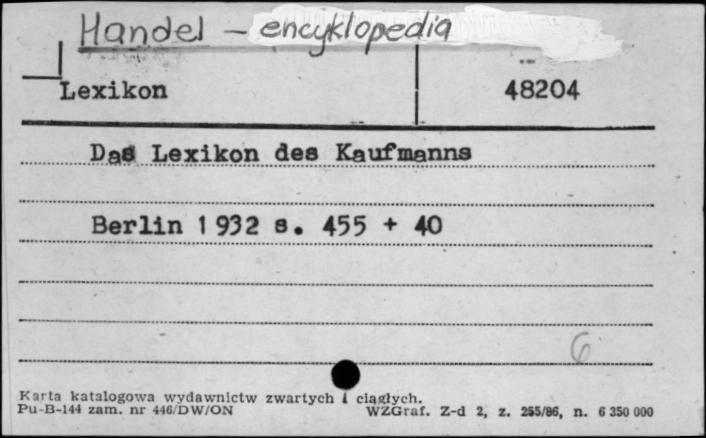 Handel - encyklopedia
Lexikon 48204
Das Lexikon des Kaufmanns
Berlin 1932 s. 455 + 40
6
Karta katalogowa wydawnictw zwartych i ciągłych.
Pu-B-144 zam. nr 446/DW/ON WZGraf. Z-d 2, z. 255/86, n. 6 350 000